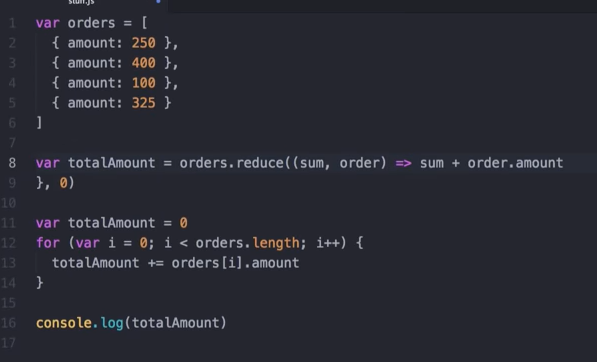 stuff.js
1 var orders = [
2 { amount: 250 },
3 { amount: 400 },
4 { amount: 100 },
5 { amount: 325 }
6 ]
7
8 var totalAmount = orders.reduce((sum, order) => sum + order.amount
9 }, 0)
10
11 var totalAmount = 0
12 for (var i = 0; i < orders.length; i++) {
13 totalAmount += orders[i].amount
14 }
15
16 console.log(totalAmount)
17